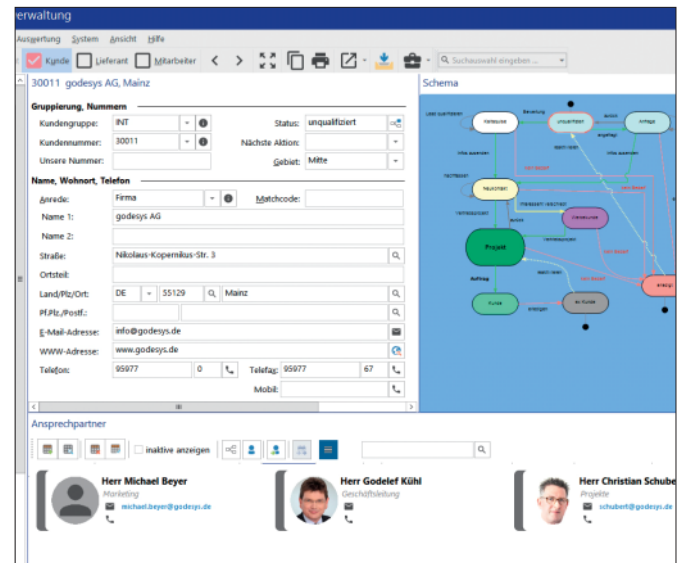 erwaltung
Auswertung System Ansicht Hilfe
Kunde Lieferant Mitarbeiter Suchauswahl eingeben ...
30011 godesys AG, Mainz
Schema
Gruppierung, Nummern
Kundengruppe: INT Status: unqualifiziert
Kundennummer: 30011 Nächste Aktion:
Unsere Nummer: Gebiet: Mitte
Name, Wohnort, Telefon
Anrede: Firma Matchcode:
Name 1: godesys AG
Name 2:
Straße: Nikolaus-Kopernikus-Str. 3
Ortsteil:
Land/Plz/Ort: DE 55129 Mainz
Pf.Plz./Postf.:
E-Mail-Adresse: info@godesys.de
WWW-Adresse: www.godesys.de
Telefon: 95977 0 Telefax: 95977 67
Mobil:
unqualifiziert
Anfrage
Projekt
Auftrag
Kunde
Ansprechpartner
inaktive anzeigen
Herr Michael Beyer
Marketing
michael.beyer@godesys.de
Herr Godelef Kühl
Geschäftsleitung
Herr Christian Schube
Projekte
schubert@godesys.de